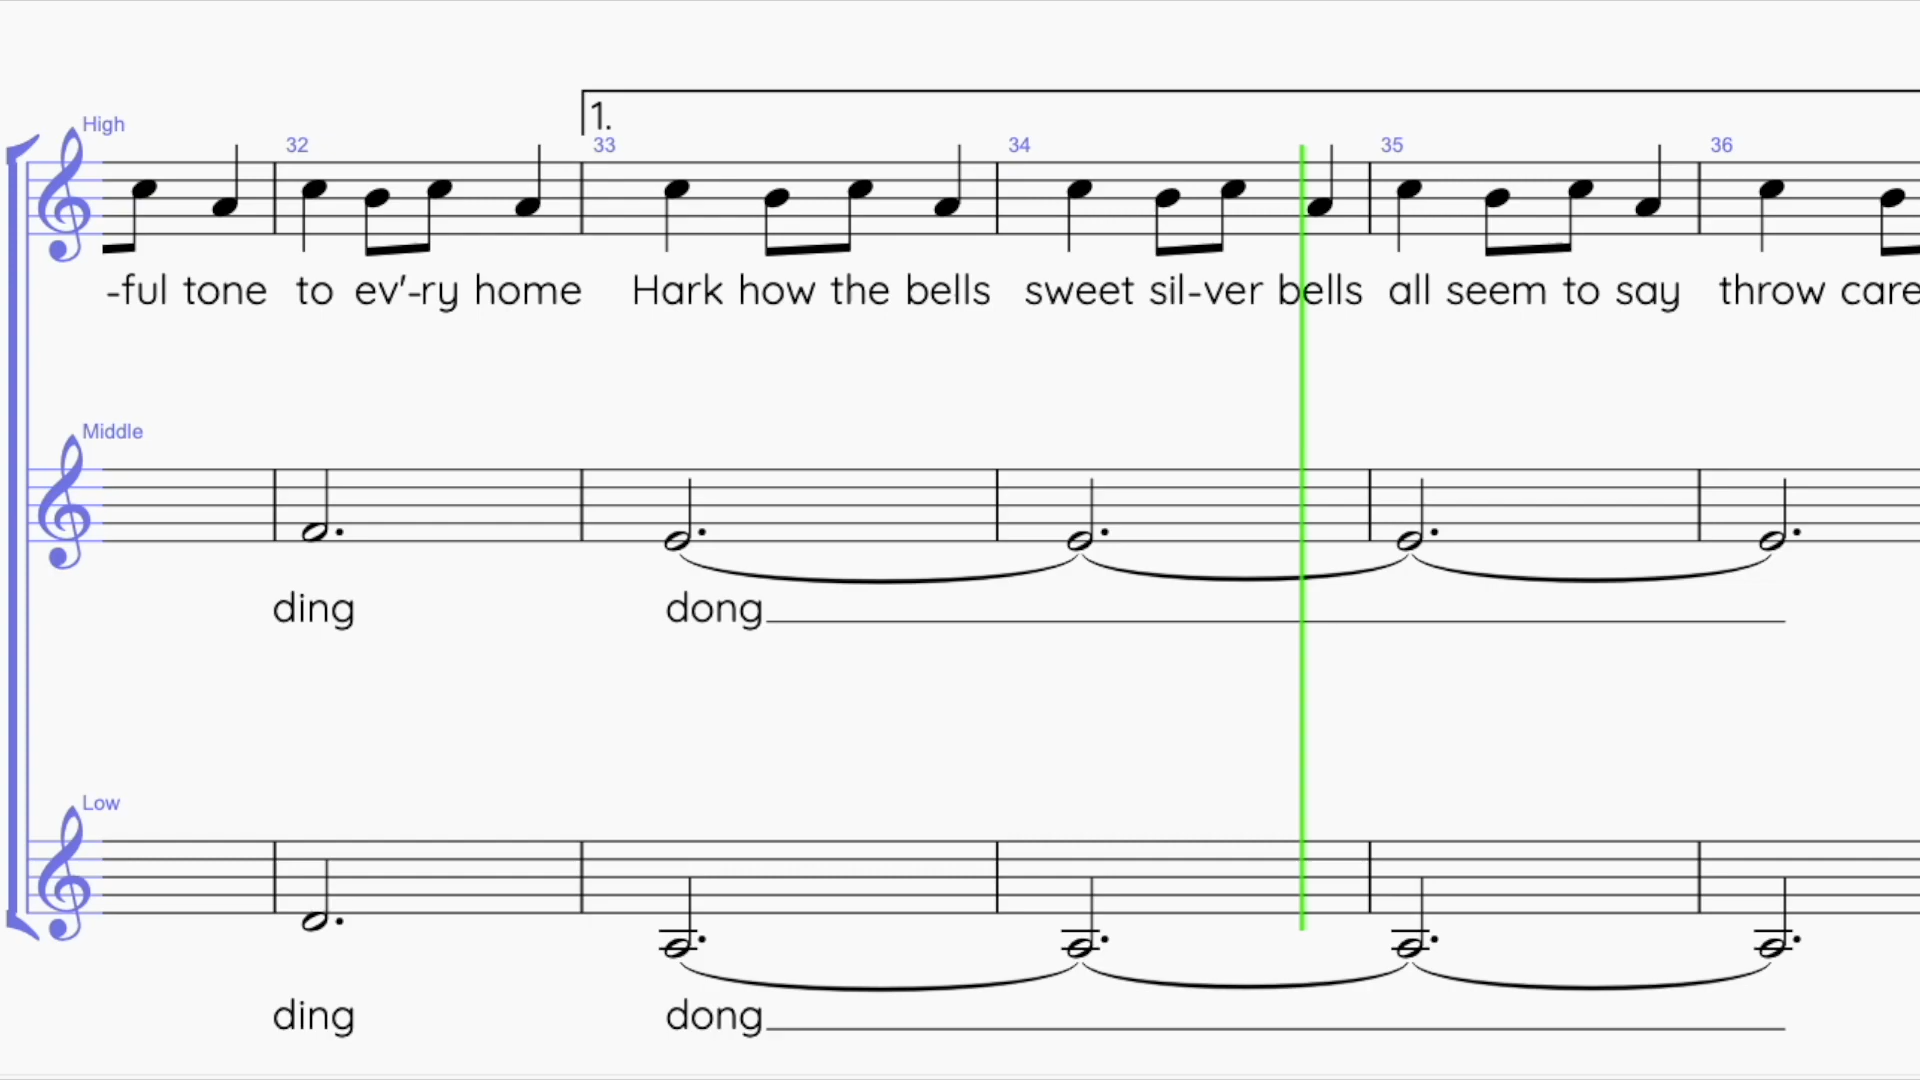 1.
High
32 33 34 35 36
-ful tone to ev'-ry home Hark how the bells sweet sil-ver bells all seem to say throw care
Middle
ding dong
Low
ding dong